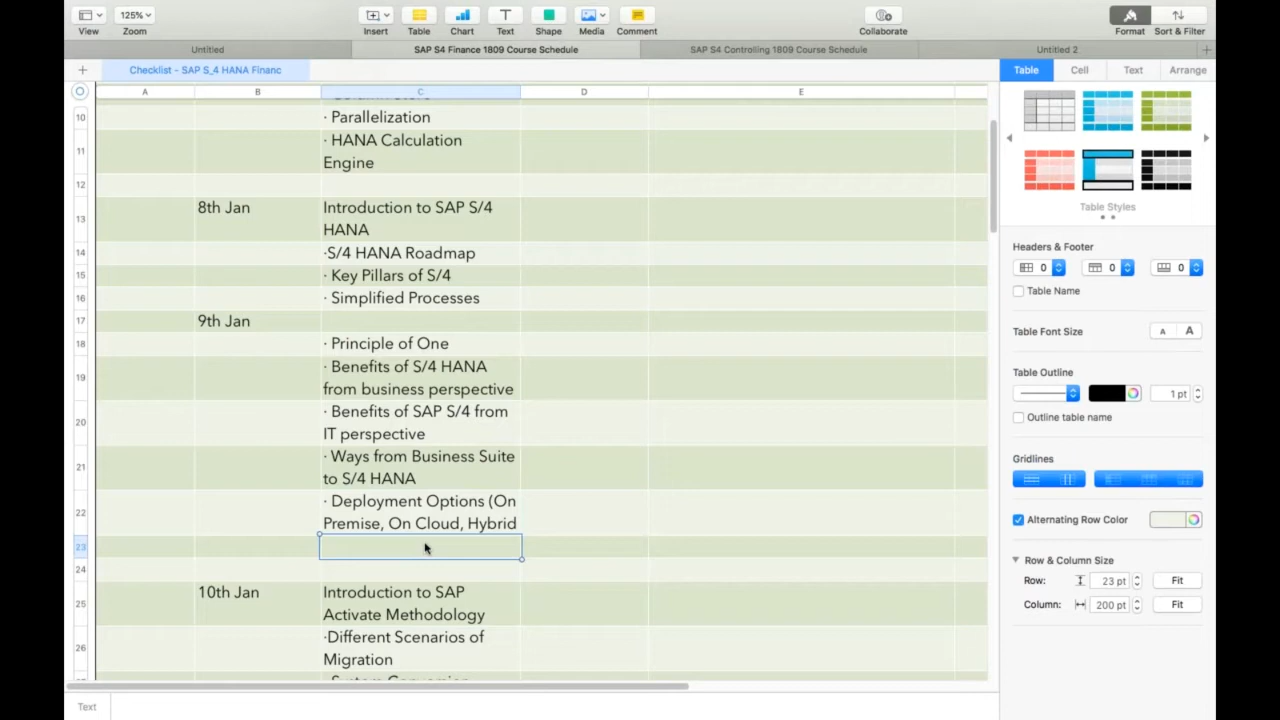 125%
View
Zoom
Insert
Table
Chart
Text
Shape
Media
Comment
Collaborate
Format
Sort & Filter
Untitled
SAP S4 Finance 1809 Course Schedule
SAP S4 Controlling 1809 Course Schedule
Untitled 2
+
+
Checklist - SAP S_4 HANA Financ
Table
Cell
Text
Arrange
A
B
C
D
E
10
· Parallelization
11
· HANA Calculation
Engine
12
13
8th Jan
Introduction to SAP S/4
HANA
14
·S/4 HANA Roadmap
15
· Key Pillars of S/4
16
· Simplified Processes
17
9th Jan
18
· Principle of One
19
· Benefits of S/4 HANA
from business perspective
20
· Benefits of SAP S/4 from
IT perspective
21
· Ways from Business Suite
to S/4 HANA
22
· Deployment Options (On
Premise, On Cloud, Hybrid
23
24
25
10th Jan
Introduction to SAP
Activate Methodology
26
·Different Scenarios of
Migration
Table Styles
Headers & Footer
0
0
0
Table Name
Table Font Size
A
A
Table Outline
1 pt
Outline table name
Gridlines
Alternating Row Color
Row & Column Size
Row:
23 pt
Fit
Column:
200 pt
Fit
Text